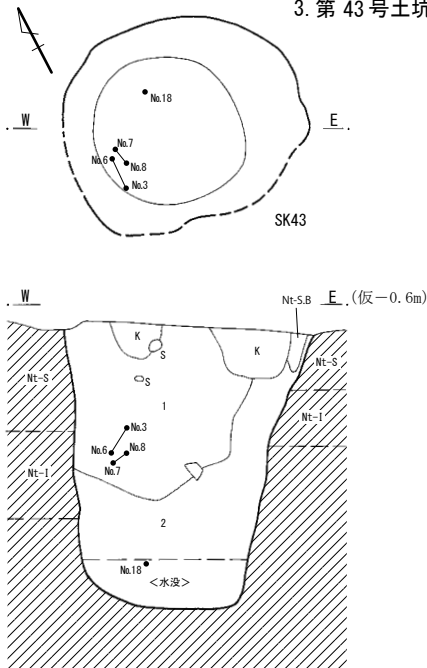 3. 第 43 号土坑
No.18
W E
No.7
No.6 No.8
No.3
SK43
W Nt-S.B E (仮－0.6m)
K S K
Nt-S S Nt-S
1
No.3 Nt-I
No.6 No.8
No.7
Nt-I
2
No.18 <水没>